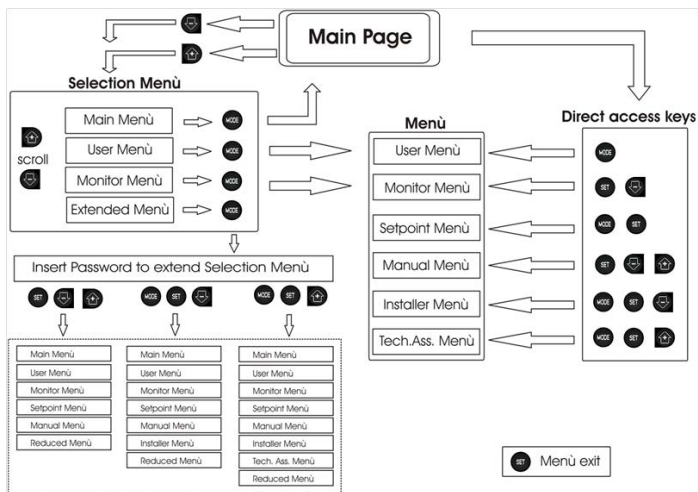 Main Page
Selection Menù
Main Menù MODE
User Menù MODE
Monitor Menù MODE
Extended Menù MODE
+
scroll
-
Insert Password to extend Selection Menù
SET - +
MODE SET -
MODE SET +
Main Menù
User Menù
Monitor Menù
Setpoint Menù
Manual Menù
Reduced Menù
Main Menù
User Menù
Monitor Menù
Setpoint Menù
Manual Menù
Installer Menù
Reduced Menù
Main Menù
User Menù
Monitor Menù
Setpoint Menù
Manual Menù
Installer Menù
Tech. Ass. Menù
Reduced Menù
Menù
User Menù
Monitor Menù
Setpoint Menù
Manual Menù
Installer Menù
Tech.Ass. Menù
Direct access keys
MODE
SET -
MODE SET
SET - +
MODE SET -
MODE SET +
SET Menù exit